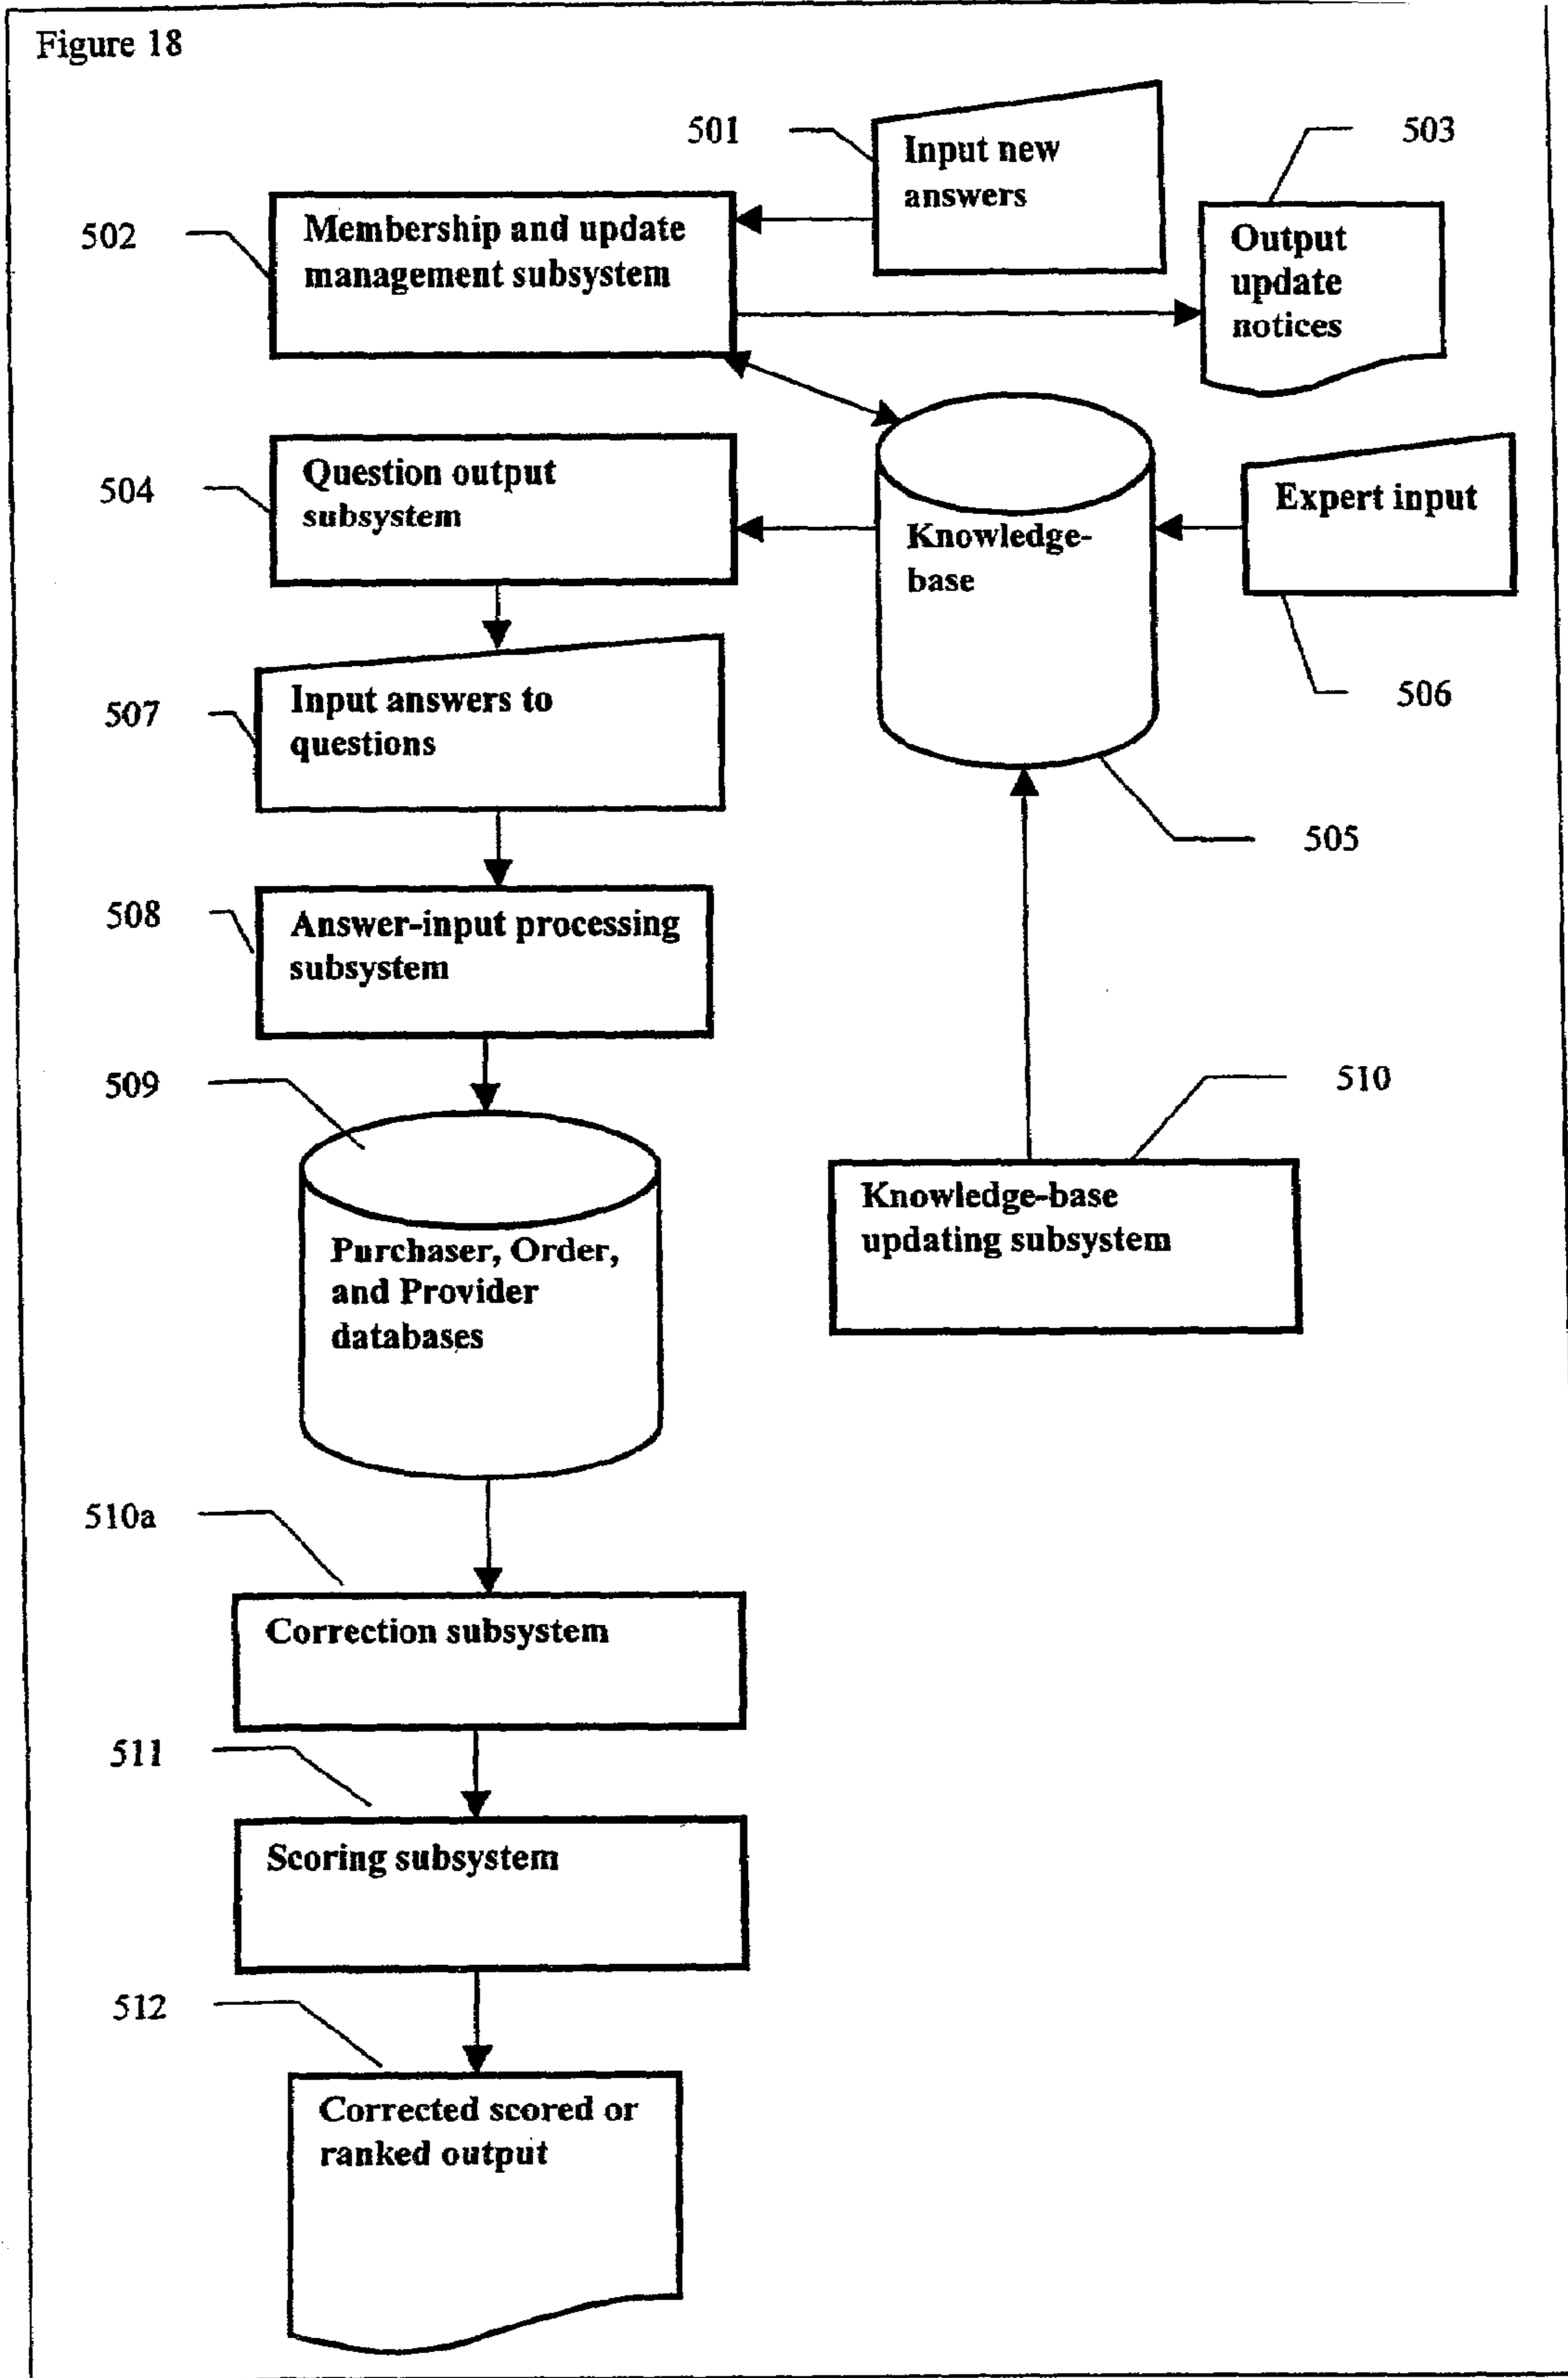 Figure 18
501
Input new
answers
503
Output
update
notices
502
Membership and update
management subsystem
504
Question output
subsystem
Knowledge-
base
Expert input
506
507
Input answers to
questions
505
508
Answer-input processing
subsystem
509
510
Purchaser, Order,
and Provider
databases
Knowledge-base
updating subsystem
510a
Correction subsystem
511
Scoring subsystem
512
Corrected scored or
ranked output